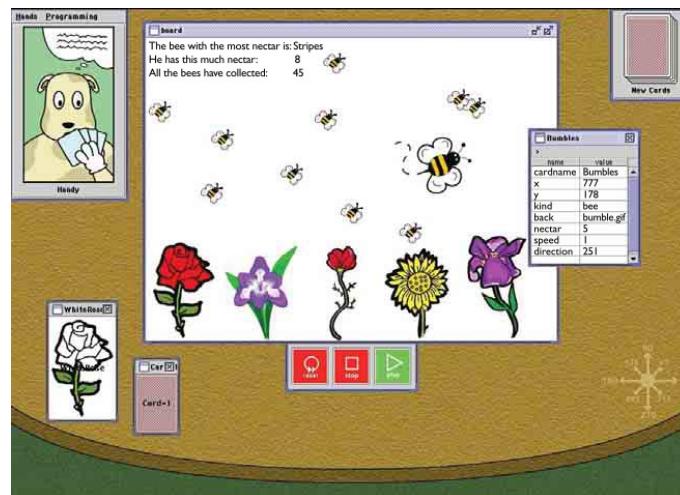 Hands Programming
Handy
board
The bee with the most nectar is: Stripes
He has this much nectar: 8
All the bees have collected: 45
New Cards
Bumbles
name value
cardname Bumbles
x 777
y 178
kind bee
back bumble.gif
nectar 5
speed 1
direction 251
WhiteRose
Car
Card-1
reset stop play